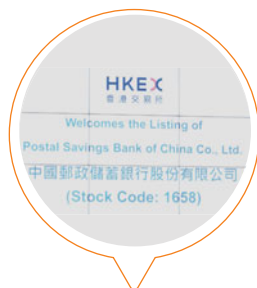 HKEX
香港交易所
Welcomes the Listing of
Postal Savings Bank of China Co., Ltd.
中國郵政儲蓄銀行股份有限公司
(Stock Code: 1658)